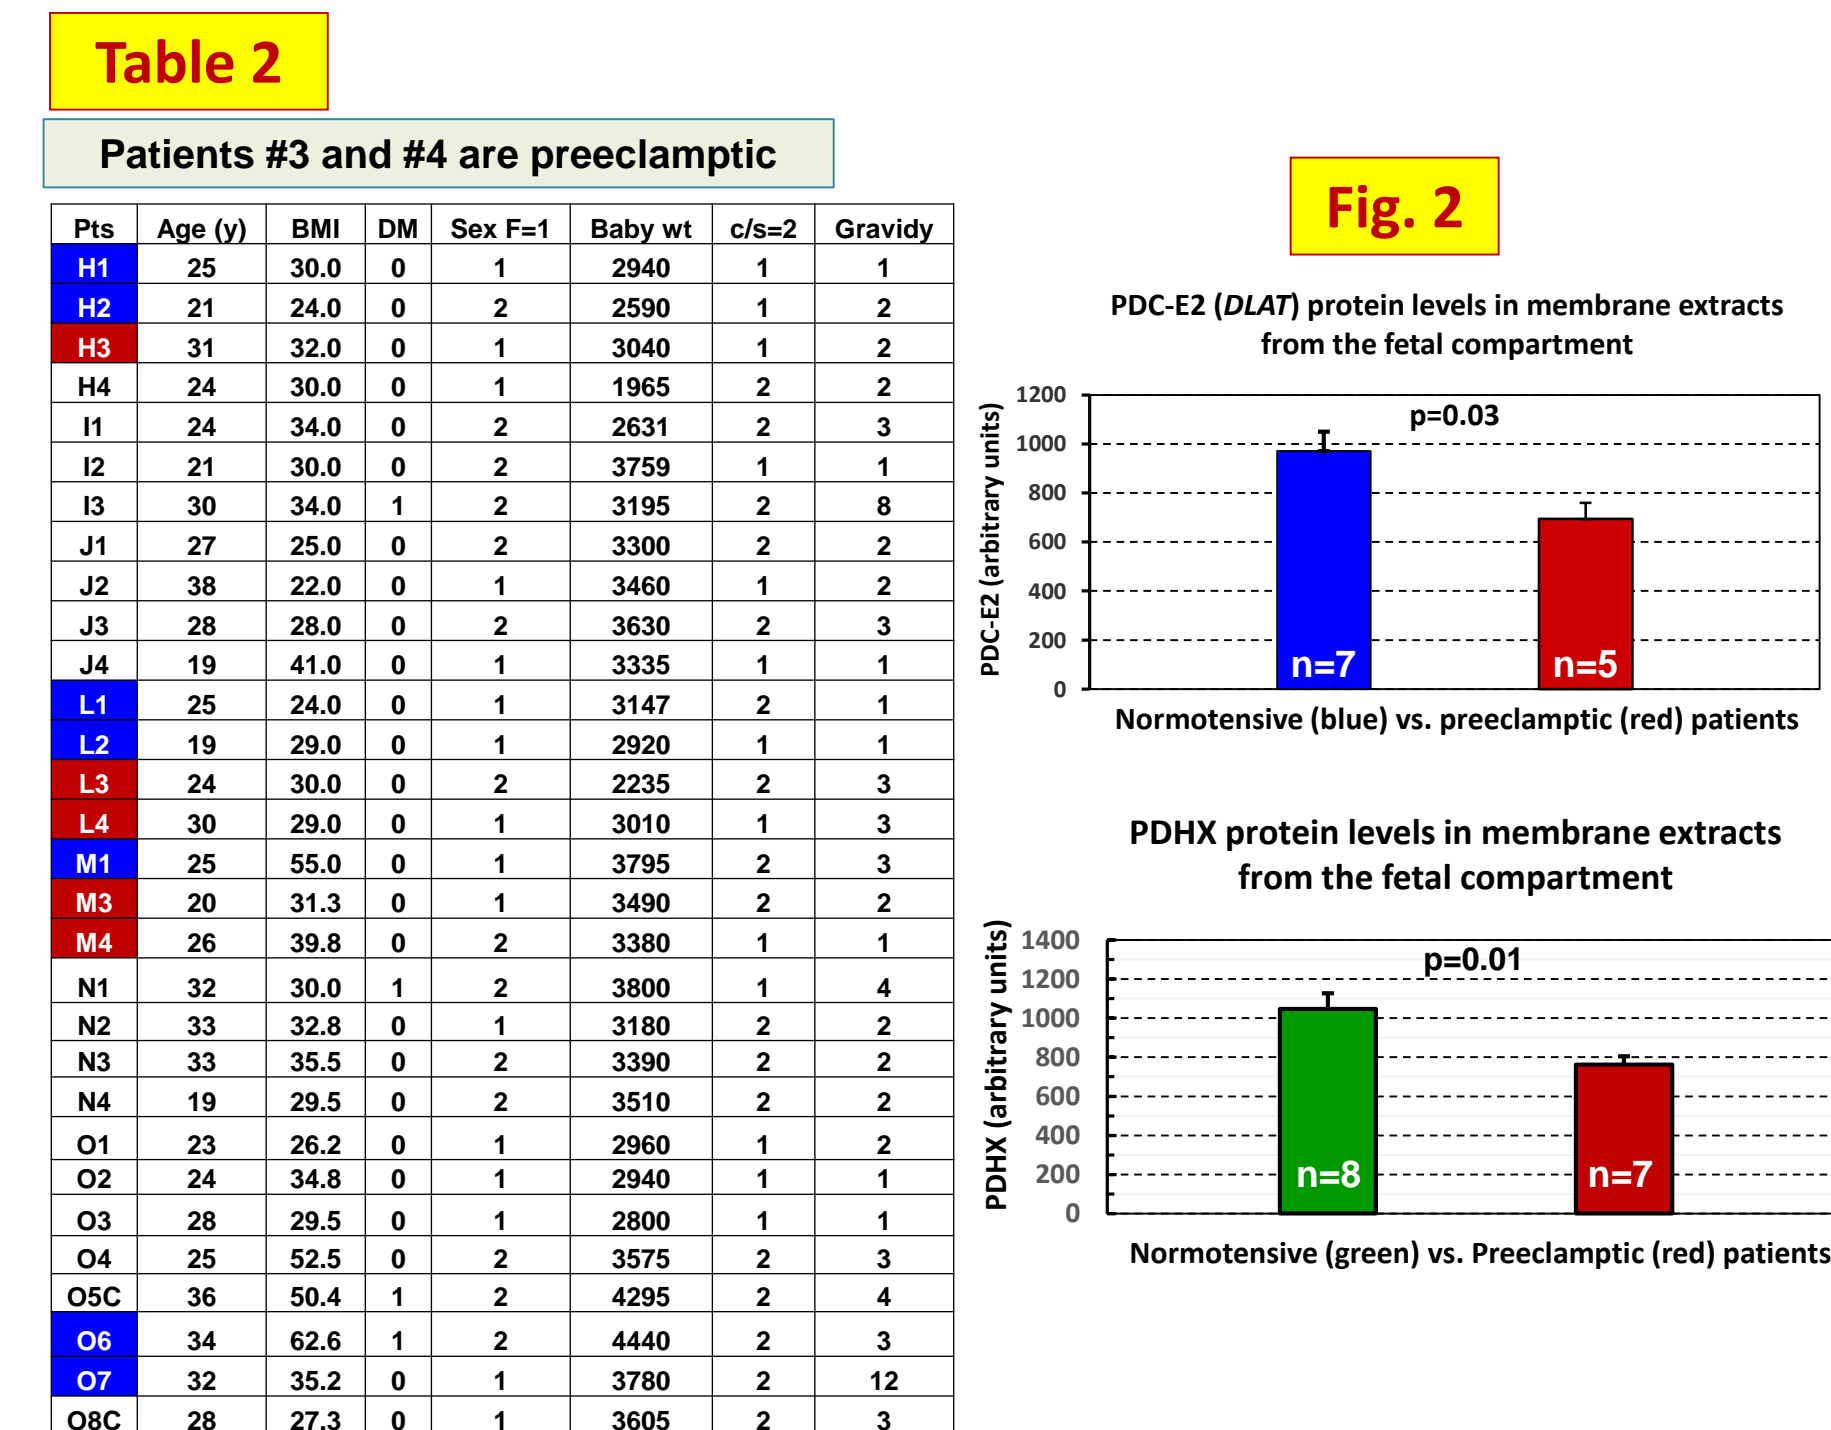 Table 2
Patients #3 and #4 are preeclamptic
Pts Age (y) BMI DM Sex F=1 Baby wt c/s=2 Gravidy
H1 25 30.0 0 1 2940 1 1
H2 21 24.0 0 2 2590 1 2
H3 31 32.0 0 1 3040 1 2
H4 24 30.0 0 1 1965 2 2
I1 24 34.0 0 2 2631 2 3
I2 21 30.0 0 2 3759 1 1
I3 30 34.0 1 2 3195 2 8
J1 27 25.0 0 2 3300 2 2
J2 38 22.0 0 1 3460 1 2
J3 28 28.0 0 2 3630 2 3
J4 19 41.0 0 1 3335 1 1
L1 25 24.0 0 1 3147 2 1
L2 19 29.0 0 1 2920 1 1
L3 24 30.0 0 2 2235 2 3
L4 30 29.0 0 1 3010 1 3
M1 25 55.0 0 1 3795 2 3
M3 20 31.3 0 1 3490 2 2
M4 26 39.8 0 2 3380 1 1
N1 32 30.0 1 2 3800 1 4
N2 33 32.8 0 1 3180 2 2
N3 33 35.5 0 2 3390 2 2
N4 19 29.5 0 2 3510 2 2
O1 23 26.2 0 1 2960 1 2
O2 24 34.8 0 1 2940 1 1
O3 28 29.5 0 1 2800 1 1
O4 25 52.5 0 2 3575 2 3
O5C 36 50.4 1 2 4295 2 4
O6 34 62.6 1 2 4440 2 3
O7 32 35.2 0 1 3780 2 12
O8C 28 27.3 0 1 3605 2 3
Fig. 2
PDC-E2 (DLAT) protein levels in membrane extracts
from the fetal compartment
PDC-E2 (arbitrary units)
1200
1000
800
600
400
200
0
p=0.03
n=7
n=5
Normotensive (blue) vs. preeclamptic (red) patients
PDHX protein levels in membrane extracts
from the fetal compartment
PDHX (arbitrary units)
1400
1200
1000
800
600
400
200
0
p=0.01
n=8
n=7
Normotensive (green) vs. Preeclamptic (red) patients